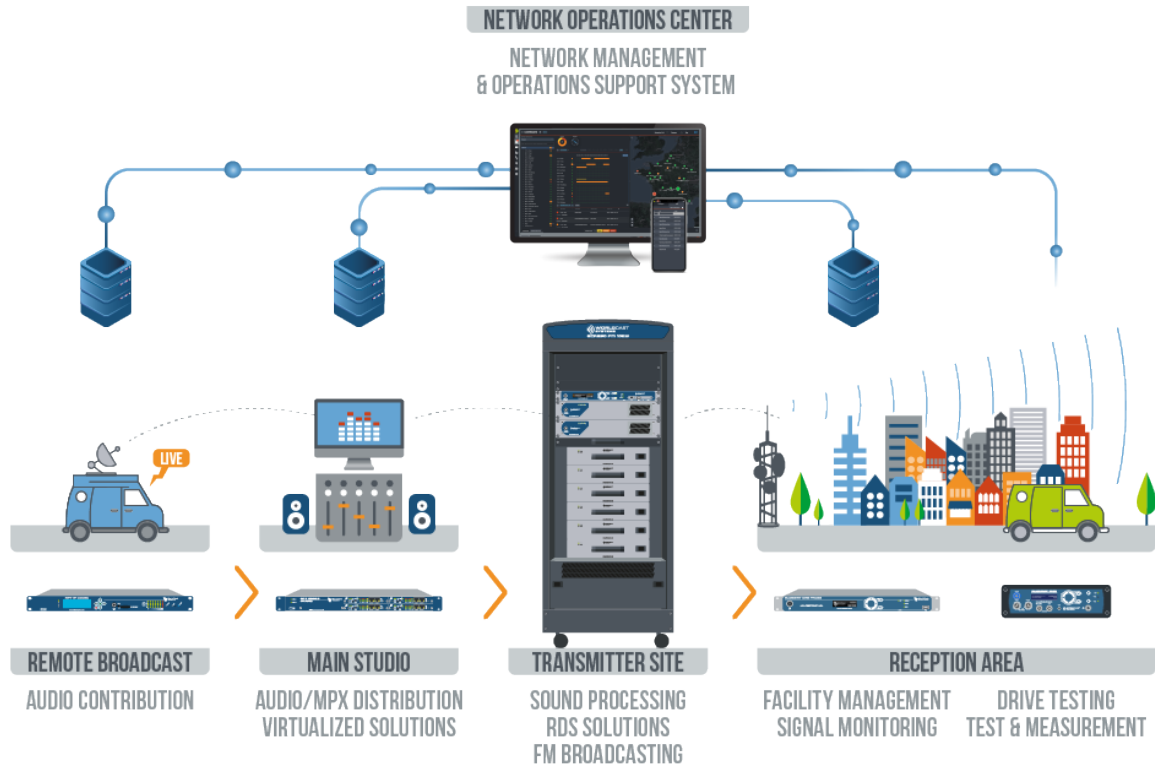 NETWORK OPERATIONS CENTER
NETWORK MANAGEMENT
& OPERATIONS SUPPORT SYSTEM
WORLDCAST
LIVE
REMOTE BROADCAST
AUDIO CONTRIBUTION
MAIN STUDIO
AUDIO/MPX DISTRIBUTION
VIRTUALIZED SOLUTIONS
TRANSMITTER SITE
SOUND PROCESSING
RDS SOLUTIONS
FM BROADCASTING
RECEPTION AREA
FACILITY MANAGEMENT
SIGNAL MONITORING
DRIVE TESTING
TEST & MEASUREMENT